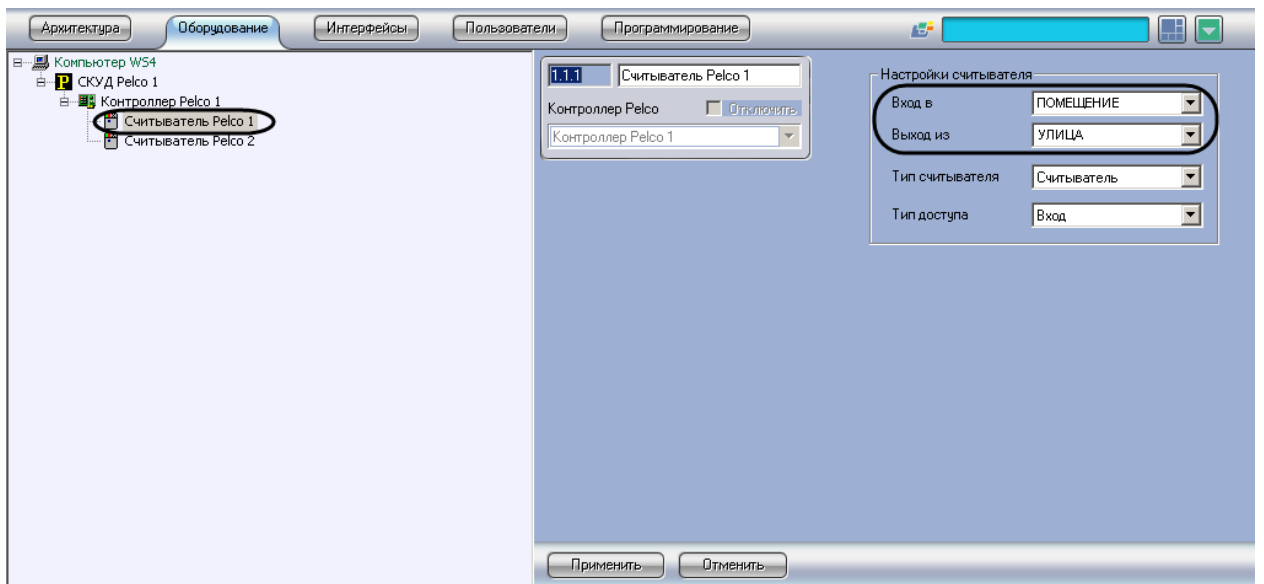 Архитектура Оборудование Интерфейсы Пользователи Программирование
Компьютер WS4
P СКУД Pelco 1
Контроллер Pelco 1
Считыватель Pelco 1
Считыватель Pelco 2
1.1.1 Считыватель Pelco 1
Контроллер Pelco Отключить
Контроллер Pelco 1
Настройки считывателя
Вход в ПОМЕЩЕНИЕ
Выход из УЛИЦА
Тип считывателя Считыватель
Тип доступа Вход
Применить Отменить